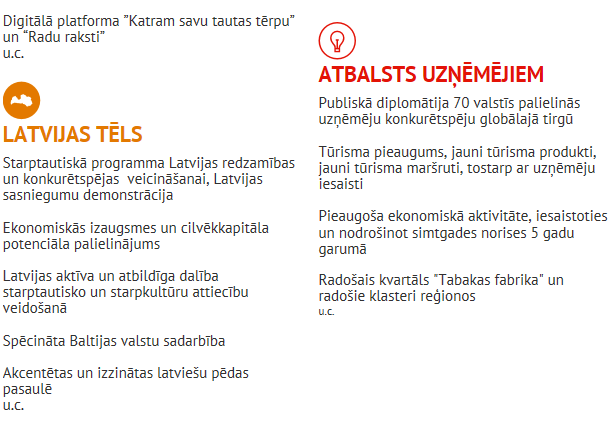 Digitālā platforma ”Katram savu tautas tērpu”
un “Radu raksti”
u.c.
LATVIJAS TĒLS
Starptautiskā programma Latvijas redzamības
un konkurētspējas veicināšanai, Latvijas
sasniegumu demonstrācija
Ekonomiskās izaugsmes un cilvēkkapitāla
potenciāla palielinājums
Latvijas aktīva un atbildīga dalība
starptautisko un starpkultūru attiecību
veidošanā
Spēcināta Baltijas valstu sadarbība
Akcentētas un izzinātas latviešu pēdas
pasaulē
u.c.
ATBALSTS UZŅĒMĒJIEM
Publiskā diplomātija 70 valstīs palielinās
uzņēmēju konkurētspēju globālajā tirgū
Tūrisma pieaugums, jauni tūrisma produkti,
jauni tūrisma maršruti, tostarp ar uzņēmēju
iesaisti
Pieaugoša ekonomiskā aktivitāte, iesaistoties
un nodrošinot simtgades norises 5 gadu
garumā
Radošais kvartāls "Tabakas fabrika" un
radošie klasteri reģionos
u.c.